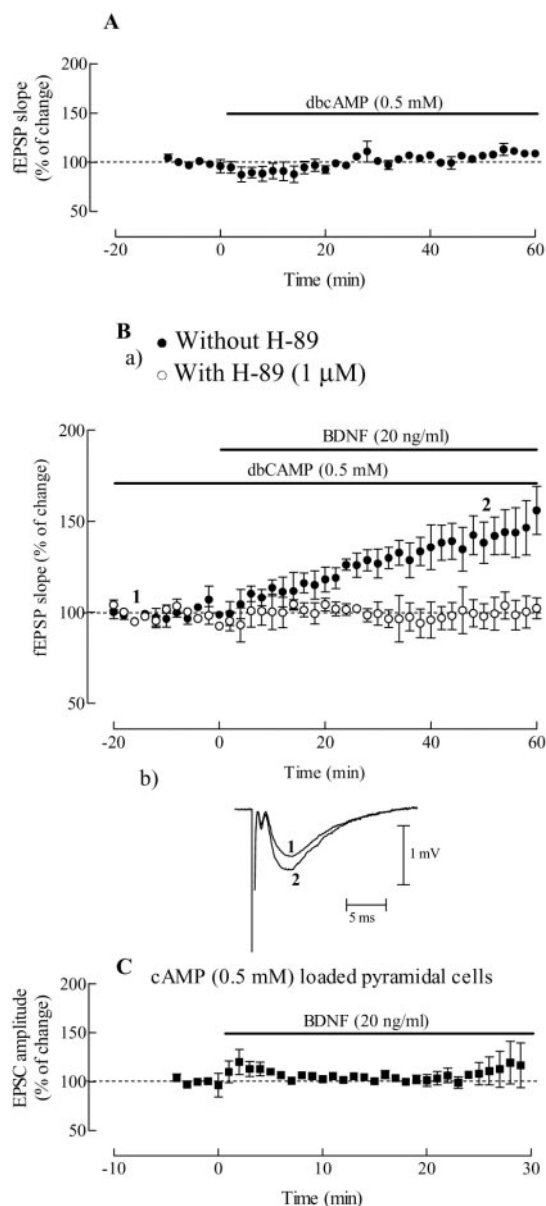 A
fEPSP slope
(% of change)
200
150
100
50
dbcAMP (0.5 mM)
-20 0 20 40 60
Time (min)
B
a)
● Without H-89
○ With H-89 (1 μM)
fEPSP slope (% of change)
200
150
100
50
BDNF (20 ng/ml)
dbCAMP (0.5 mM)
1
2
-20 0 20 40 60
Time (min)
b)
1
2
1 mV
5 ms
C cAMP (0.5 mM) loaded pyramidal cells
EPSC amplitude
(% of change)
200
150
100
50
BDNF (20 ng/ml)
-10 0 10 20 30
Time (min)